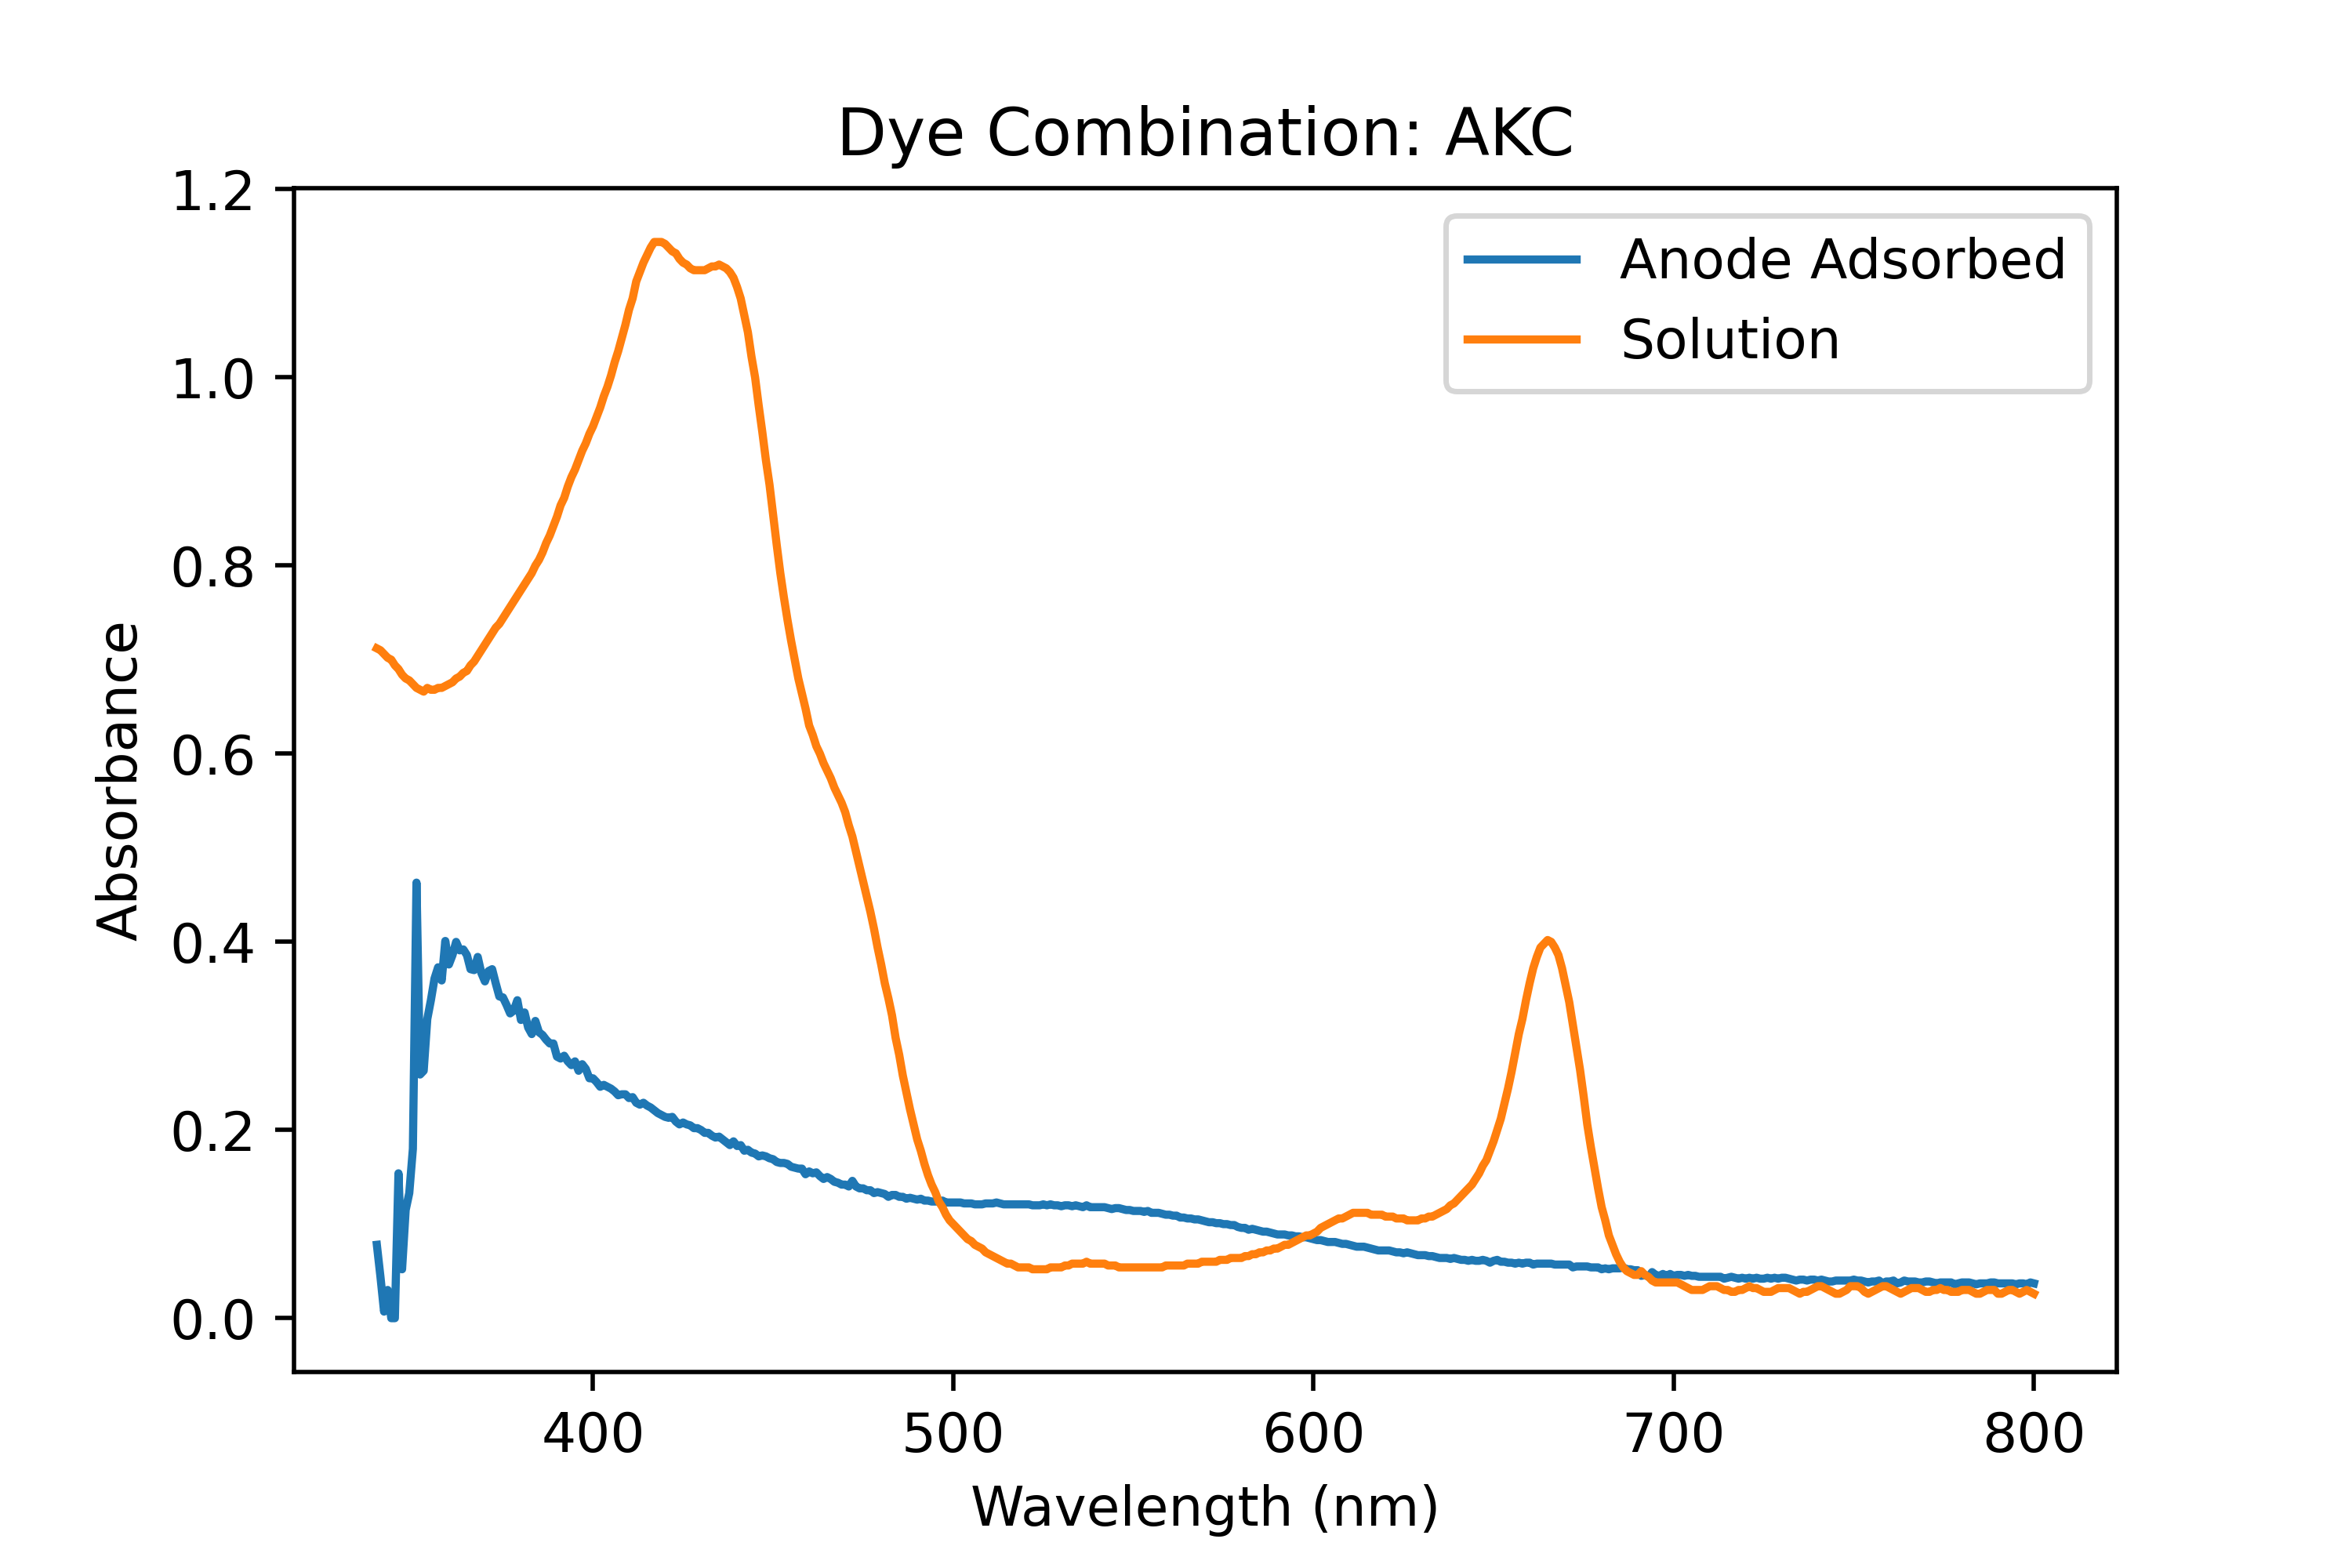 Dye Combination: AKC
1.2
1.0
0.8
0.6
0.4
0.2
0.0
Absorbance
Anode Adsorbed
Solution
400 500 600 700 800
Wavelength (nm)